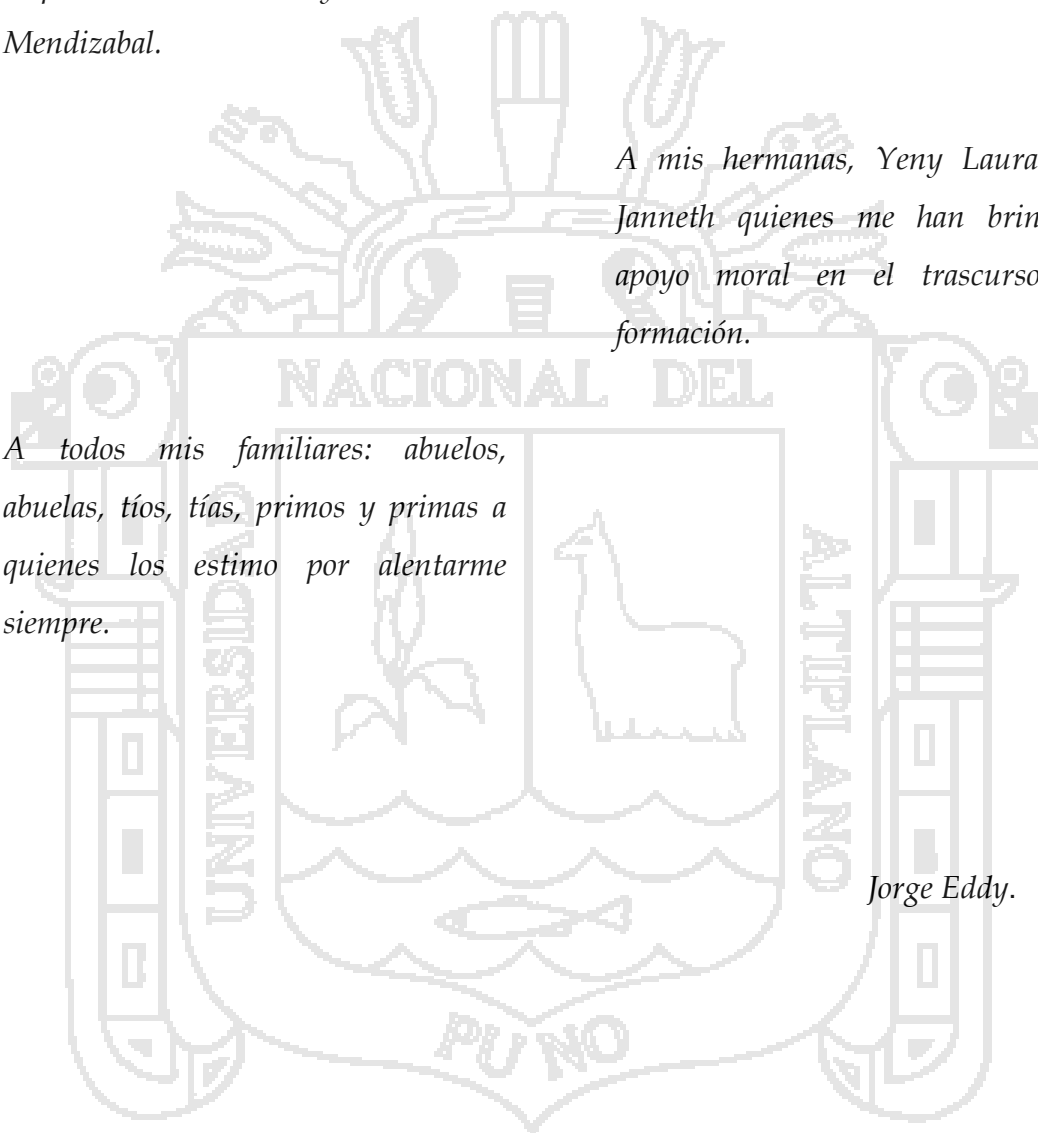 Mendizabal.
A mis hermanas, Yeny Laura
Janneth quienes me han brin
apoyo moral en el trascurso
formación.
A todos mis familiares: abuelos,
abuelas, tíos, tías, primos y primas a
quienes los estimo por alentarme
siempre.
Jorge Eddy.
UNIVERSIDAD
NACIONAL DEL
ALTIPLANO
PUNO